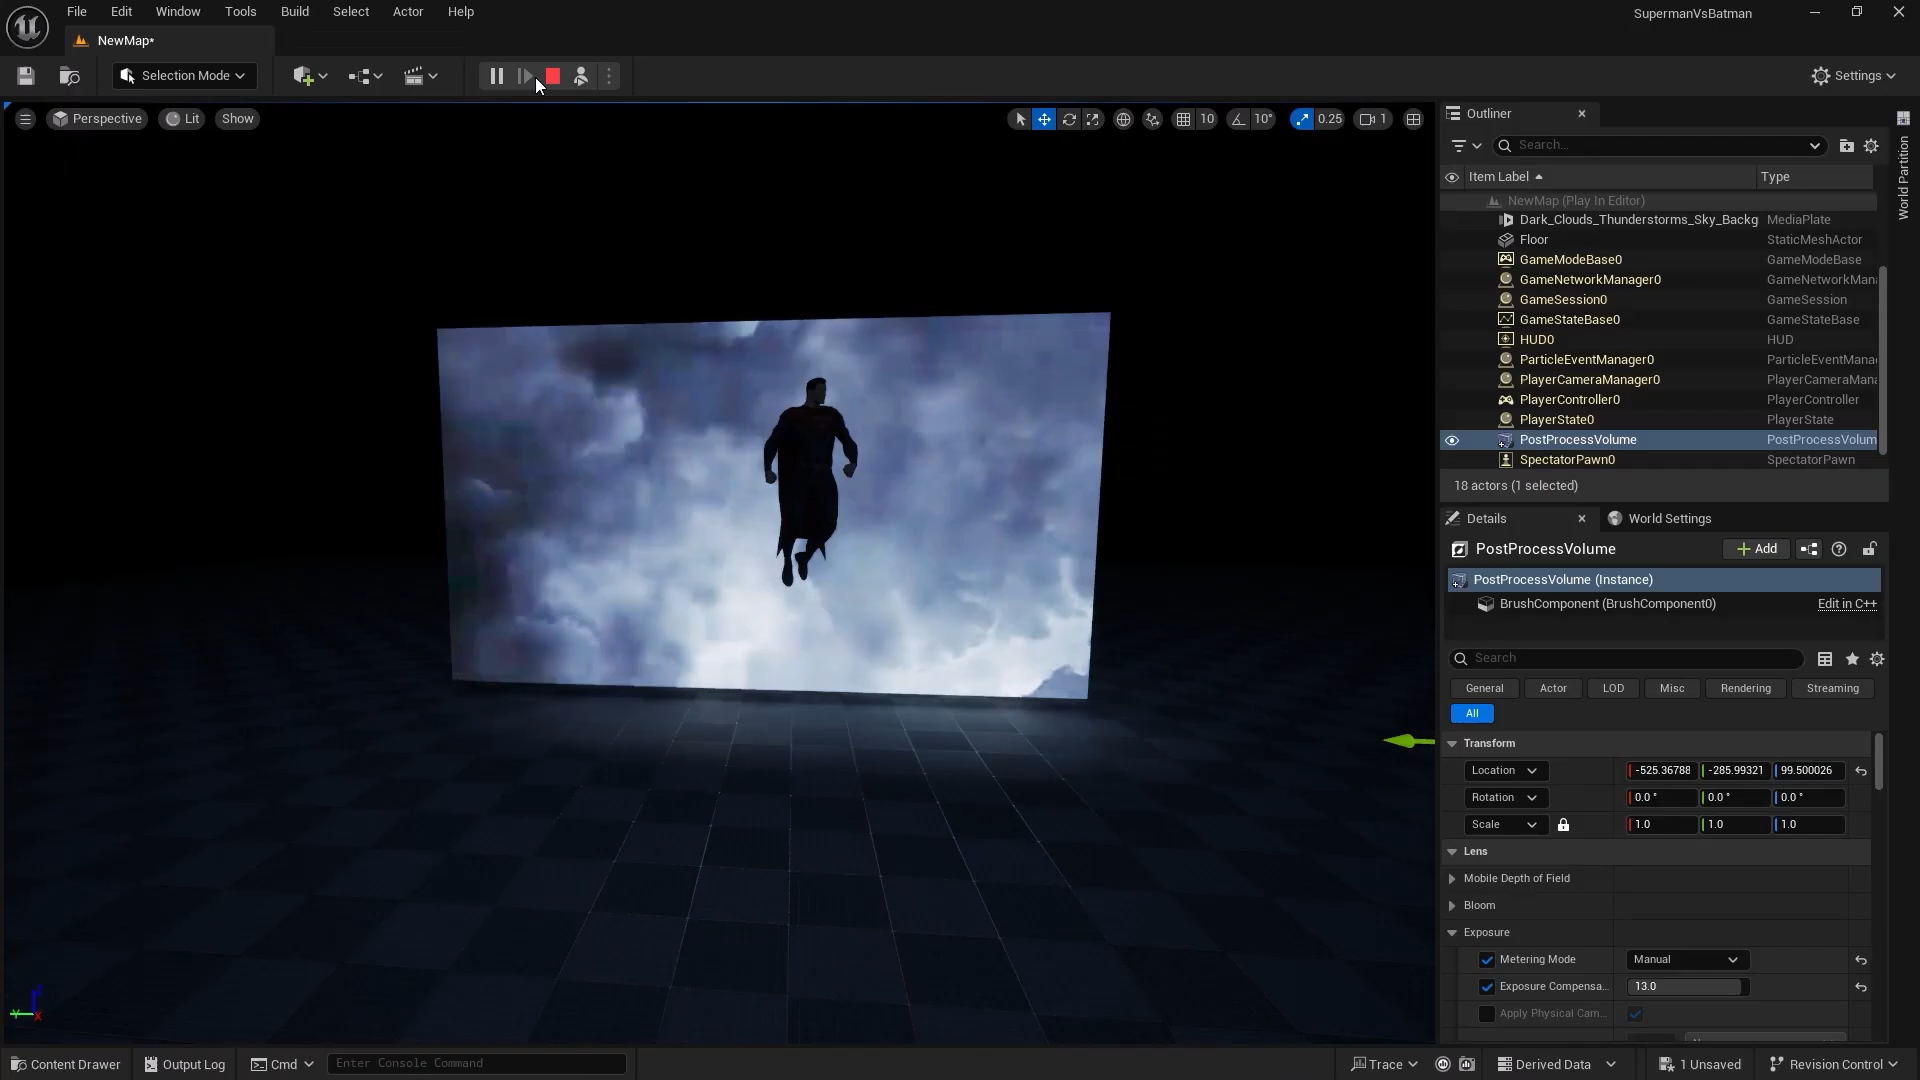 File Edit Window Tools Build Select Actor Help
SupermanVsBatman
NewMap*
Selection Mode
Settings
Perspective Lit Show
10 10° 0.25 1
Outliner
Search...
Item Label Type
NewMap (Play In Editor)
Dark_Clouds_Thunderstorms_Sky_Backg MediaPlate
Floor StaticMeshActor
GameModeBase0 GameModeBase
GameNetworkManager0 GameNetworkMana
GameSession0 GameSession
GameStateBase0 GameStateBase
HUD0 HUD
ParticleEventManager0 ParticleEventMana
PlayerCameraManager0 PlayerCameraMana
PlayerController0 PlayerController
PlayerState0 PlayerState
PostProcessVolume PostProcessVolum
SpectatorPawn0 SpectatorPawn
18 actors (1 selected)
World Partition
Details World Settings
PostProcessVolume Add
PostProcessVolume (Instance)
BrushComponent (BrushComponent0) Edit in C++
Search
General Actor LOD Misc Rendering Streaming
All
Transform
Location -525.36788 -285.99321 99.500026
Rotation 0.0 ° 0.0 ° 0.0 °
Scale 1.0 1.0 1.0
Lens
Mobile Depth of Field
Bloom
Exposure
Metering Mode Manual
Exposure Compensa... 13.0
Apply Physical Cam...
Content Drawer Output Log Cmd Enter Console Command Trace Derived Data 1 Unsaved Revision Control